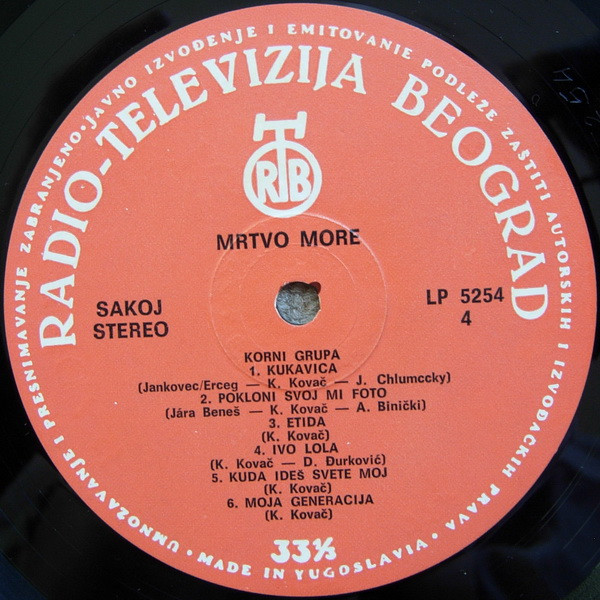 UMNOŽAVANJE I PRESNIMAVANJE ZABRANJENO·JAVNO IZVOĐENJE I EMITOVANJE PODLEŽE ZAŠTITI AUTORSKIH I IZVOĐAČKIH PRAVA ·
RADIO-TELEVIZIJA BEOGRAD
RTB
MRTVO MORE
SAKOJ
STEREO
LP 5254
4
KORNI GRUPA
1. KUKAVICA
(Jankovec/Erceg — K. Kovač — J. Chlumccky)
2. POKLONI SVOJ MI FOTO
(Jára Beneš — K. Kovač — A. Binički)
3. ETIDA
(K. Kovač)
4. IVO LOLA
(K. Kovač — D. Đurković)
5. KUDA IDEŠ SVETE MOJ
(K. Kovač)
6. MOJA GENERACIJA
(K. Kovač)
33⅓
· MADE IN YUGOSLAVIA ·